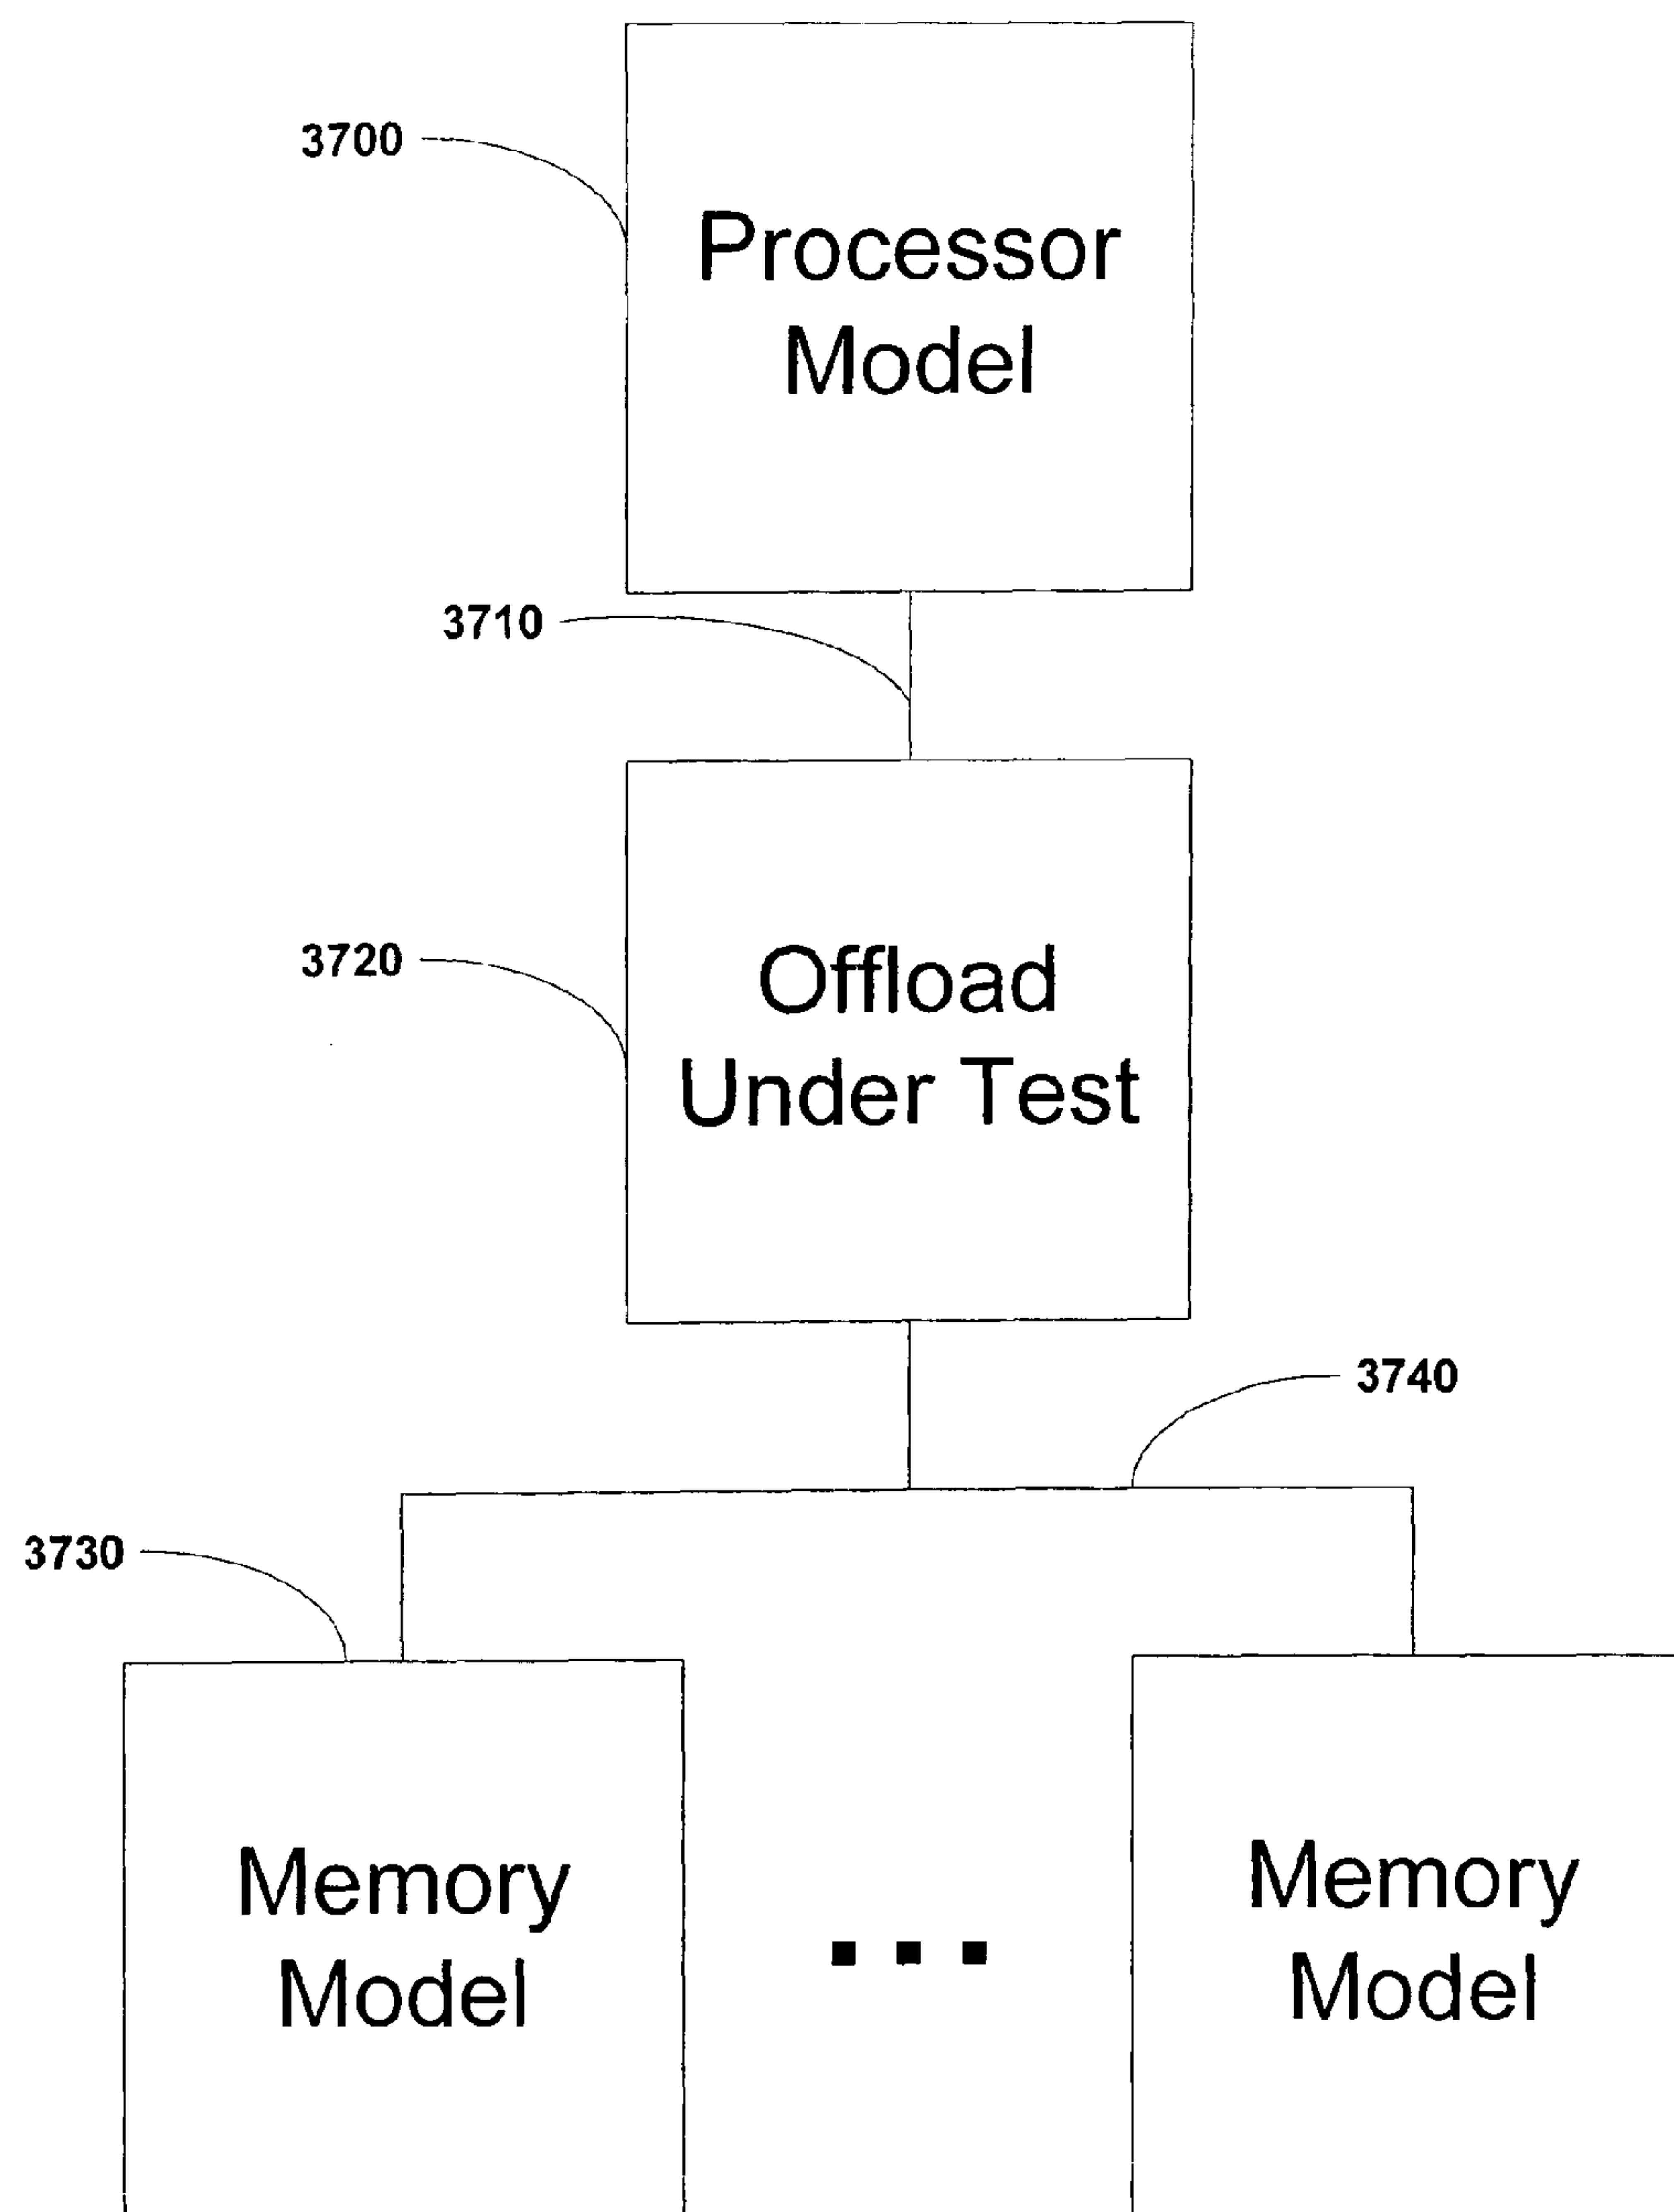 3700
Processor
Model
3710
3720
Offload
Under Test
3740
3730
Memory
Model
Memory
Model